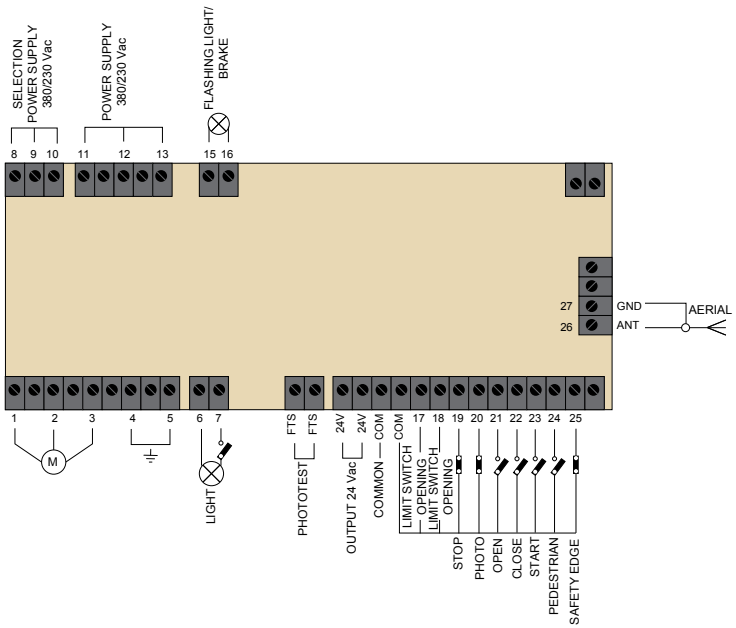 SELECTION
POWER SUPPLY
380/230 Vac
POWER SUPPLY
380/230 Vac
FLASHING LIGHT/
BRAKE
8 9 10 11 12 13 15 16
27 GND
AERIAL
26 ANT
1 2 3 4 5 6 7 FTS FTS 24V 24V COM COM 17 18 19 20 21 22 23 24 25
M
LIGHT
PHOTOTEST
OUTPUT 24 Vac
COMMON
LIMIT SWITCH
OPENING
LIMIT SWITCH
OPENING
STOP
PHOTO
OPEN
CLOSE
START
PEDESTRIAN
SAFETY EDGE